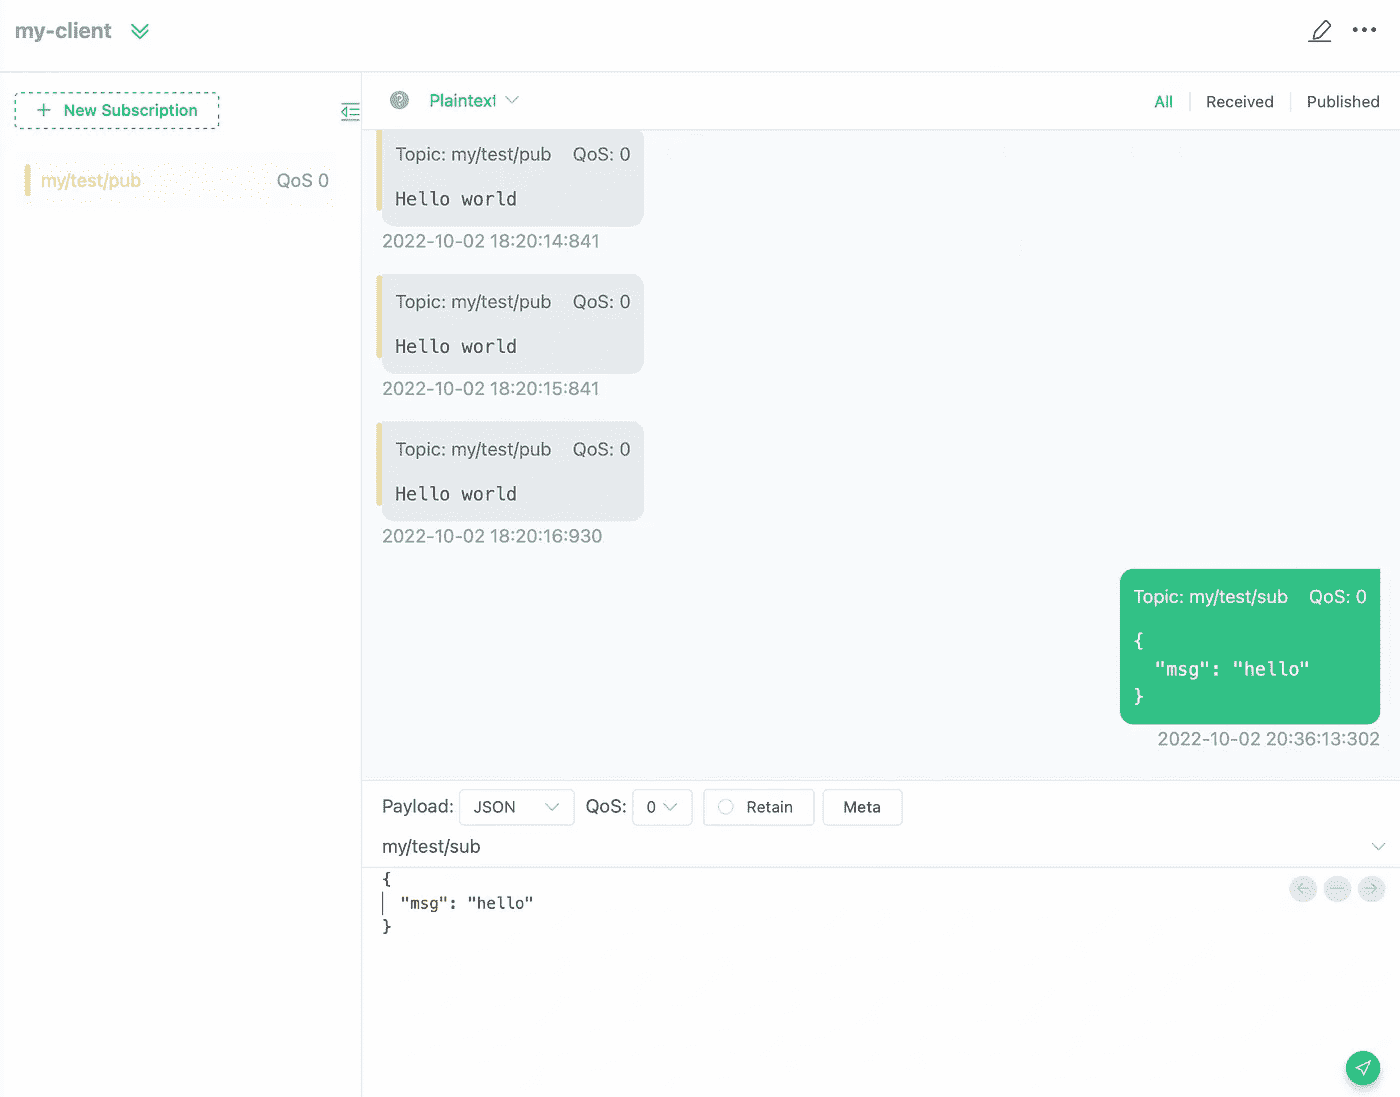 my-client
New Subscription
my/test/pub QoS 0
Plaintext
All Received Published
Topic: my/test/pub QoS: 0
Hello world
2022-10-02 18:20:14:841
Topic: my/test/pub QoS: 0
Hello world
2022-10-02 18:20:15:841
Topic: my/test/pub QoS: 0
Hello world
2022-10-02 18:20:16:930
Topic: my/test/sub QoS: 0
{
"msg": "hello"
}
2022-10-02 20:36:13:302
Payload: JSON QoS: 0 Retain Meta
my/test/sub
{
"msg": "hello"
}